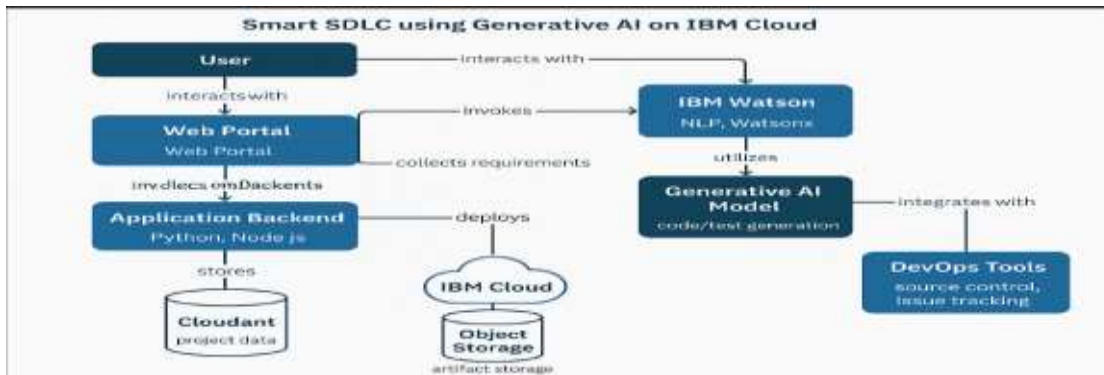 Smart SDLC using Generative AI on IBM Cloud
User
interacts with
interacts with
IBM Watson
NLP, Watsonx
invokes
Web Portal
Web Portal
collects requirements
utilizes
Generative AI
Model
code/test generation
integrates with
Application Backend
Python, Node js
deploys
DevOps Tools
source control,
issue tracking
stores
IBM Cloud
Cloudant
project data
Object
Storage
artifact storage